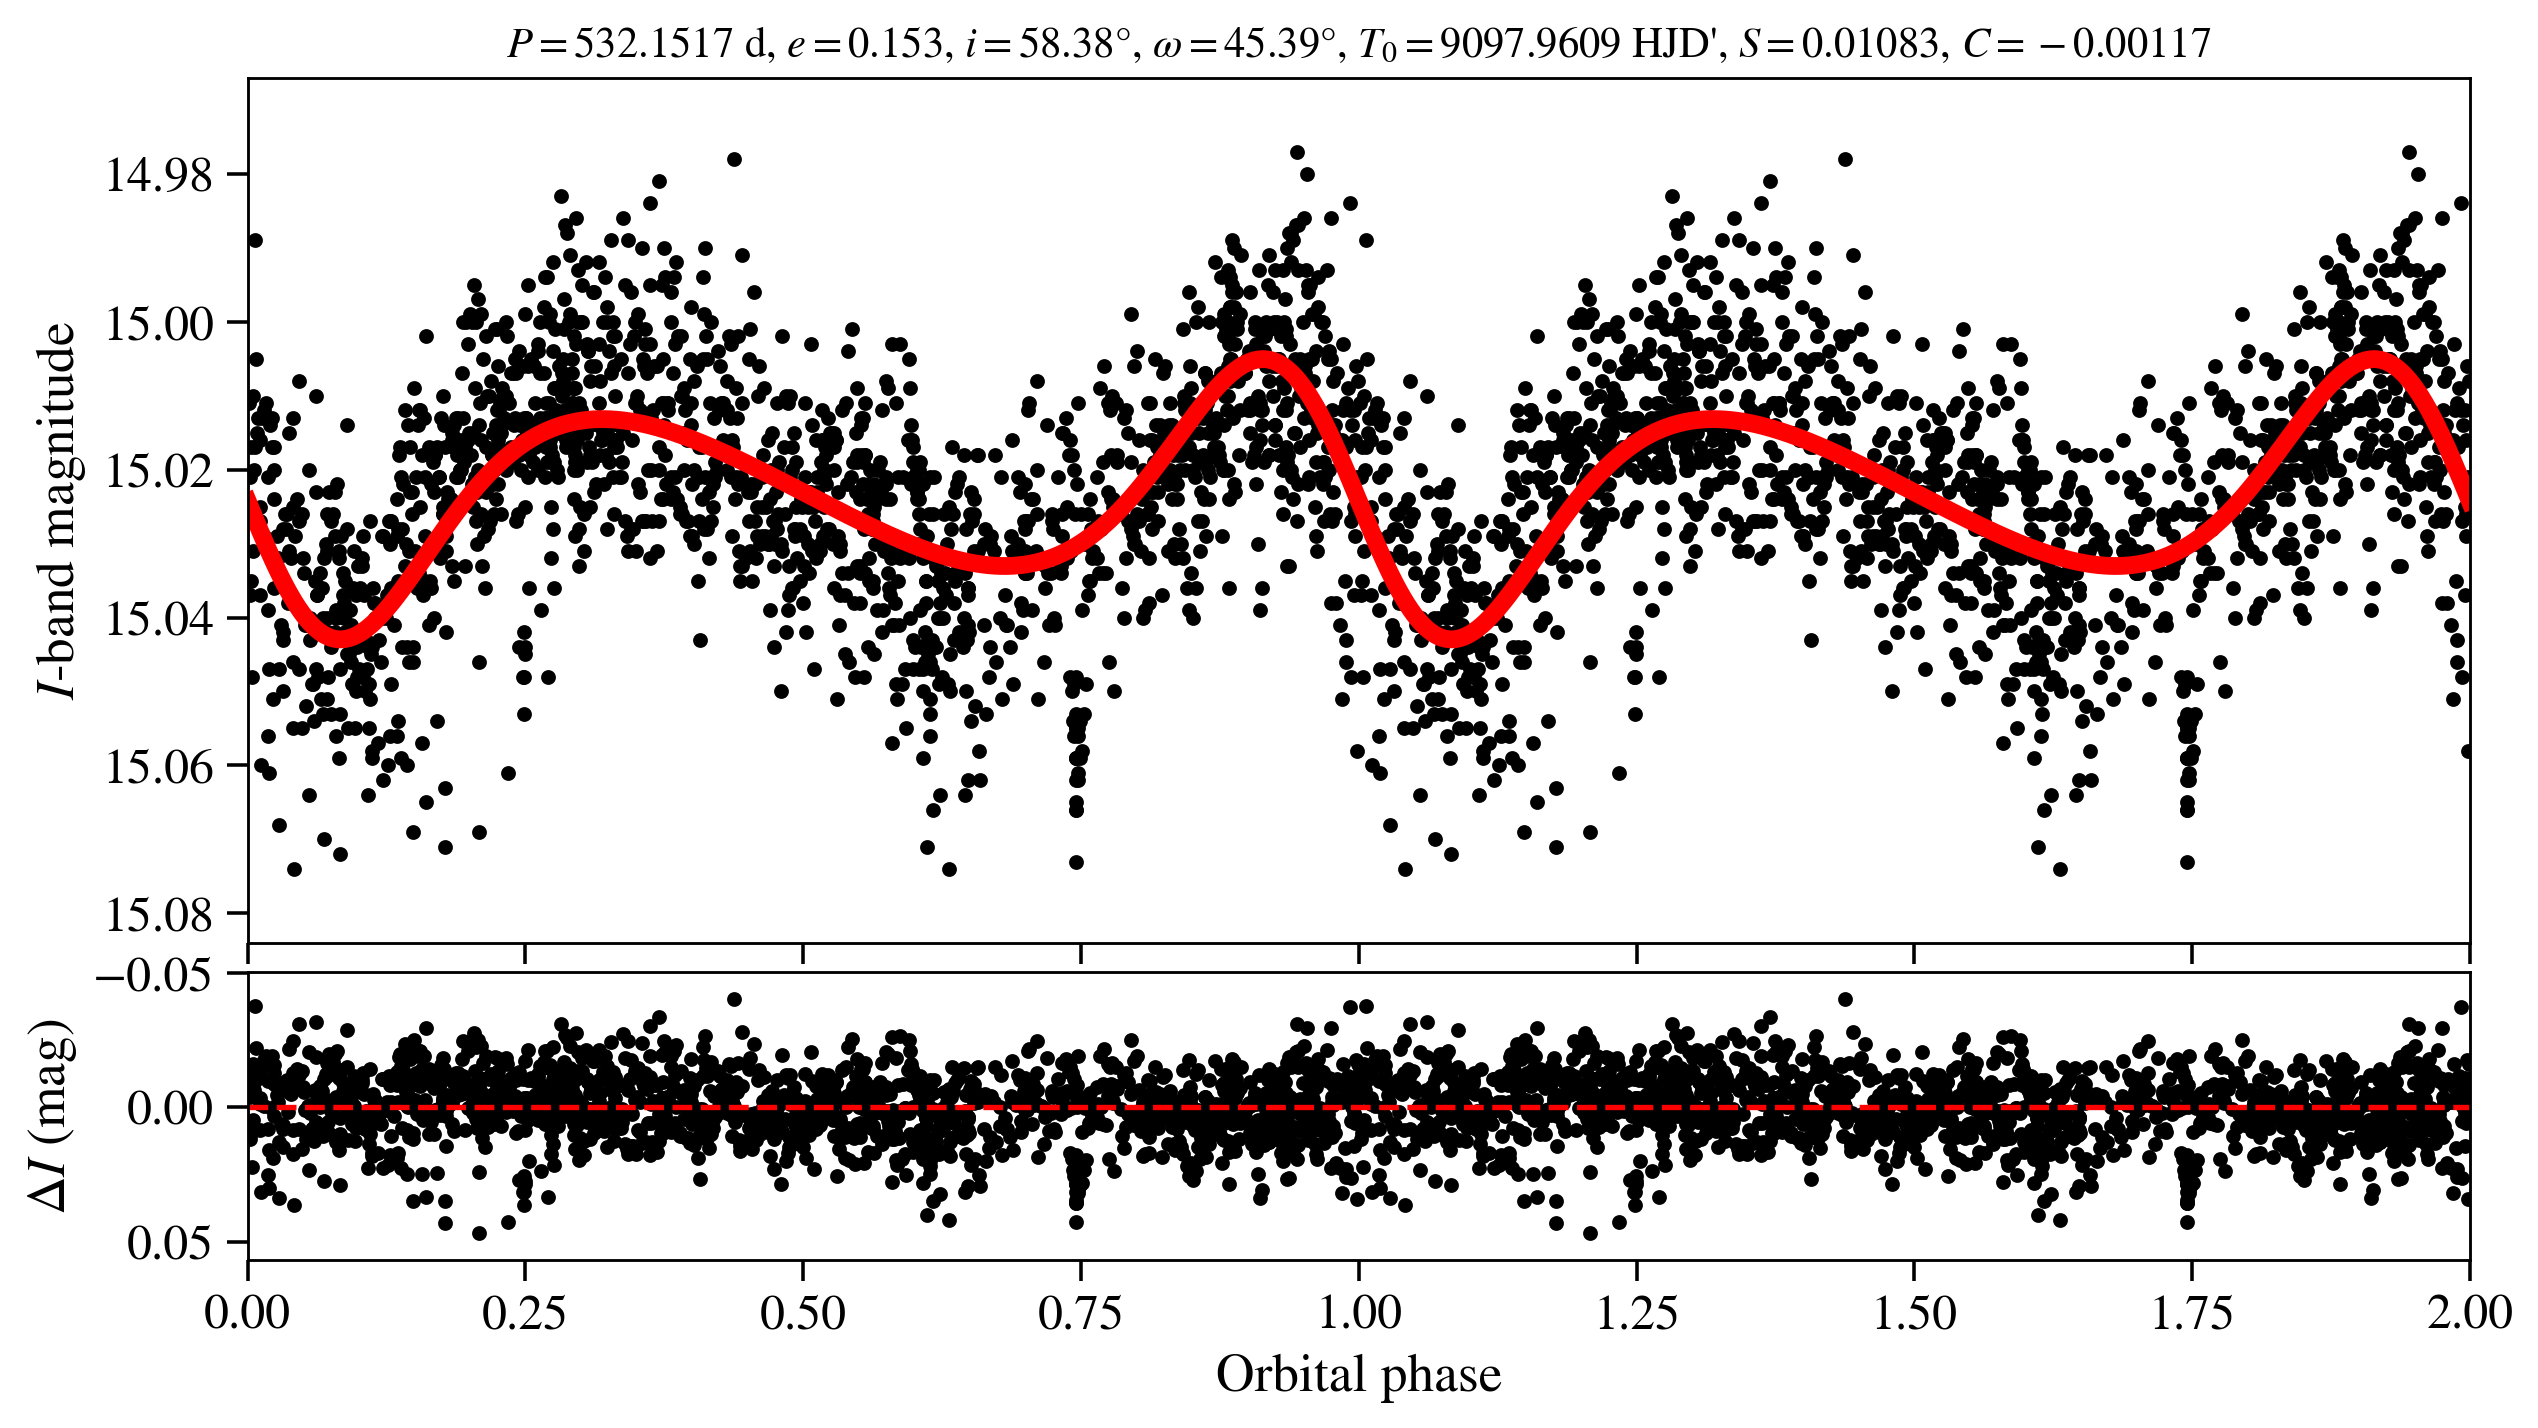 P = 532.1517 d, e = 0.153, i = 58.38°, ω = 45.39°, T₀ = 9097.9609 HJD', S = 0.01083, C = −0.00117
I-band magnitude
14.98
15.00
15.02
15.04
15.06
15.08
ΔI (mag)
−0.05
0.00
0.05
0.00 0.25 0.50 0.75 1.00 1.25 1.50 1.75 2.00
Orbital phase